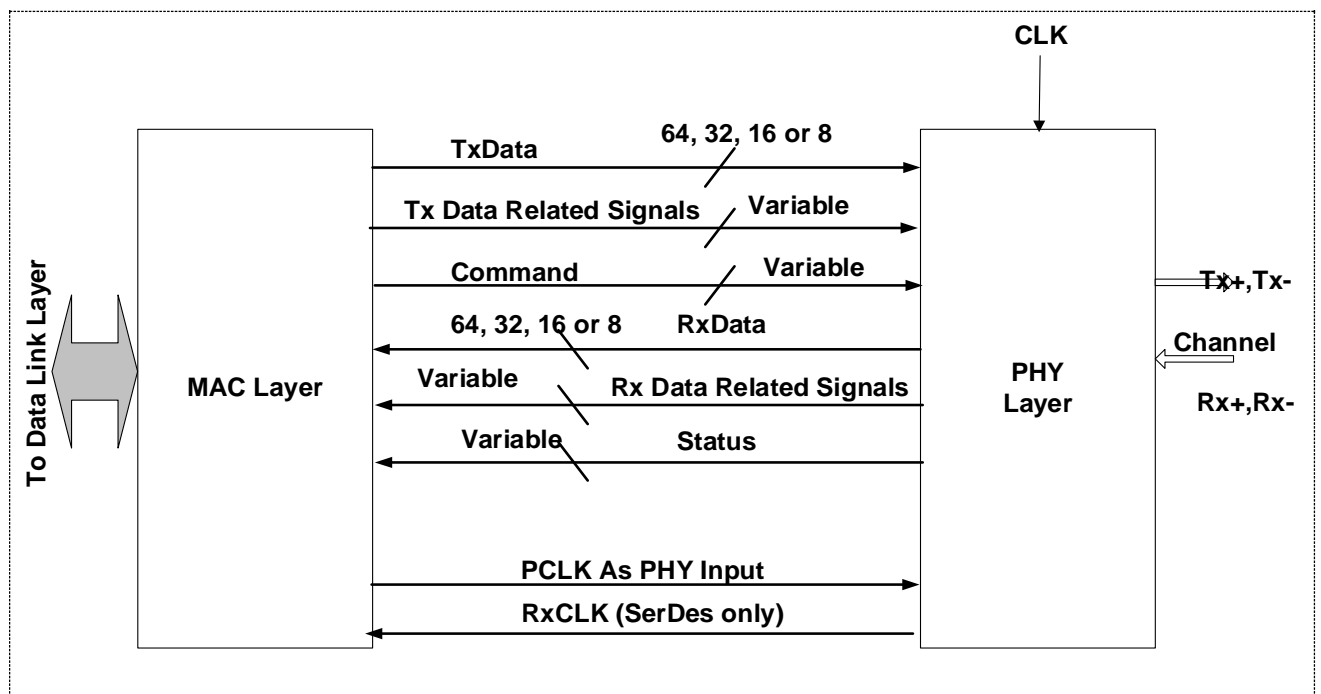 CLK
64, 32, 16 or 8
TxData
Tx Data Related Signals
Variable
Command
Variable
64, 32, 16 or 8
RxData
Variable
Rx Data Related Signals
Variable
Status
PCLK As PHY Input
RxCLK (SerDes only)
To Data Link Layer
MAC Layer
PHY
Layer
Tx+,Tx-
Channel
Rx+,Rx-